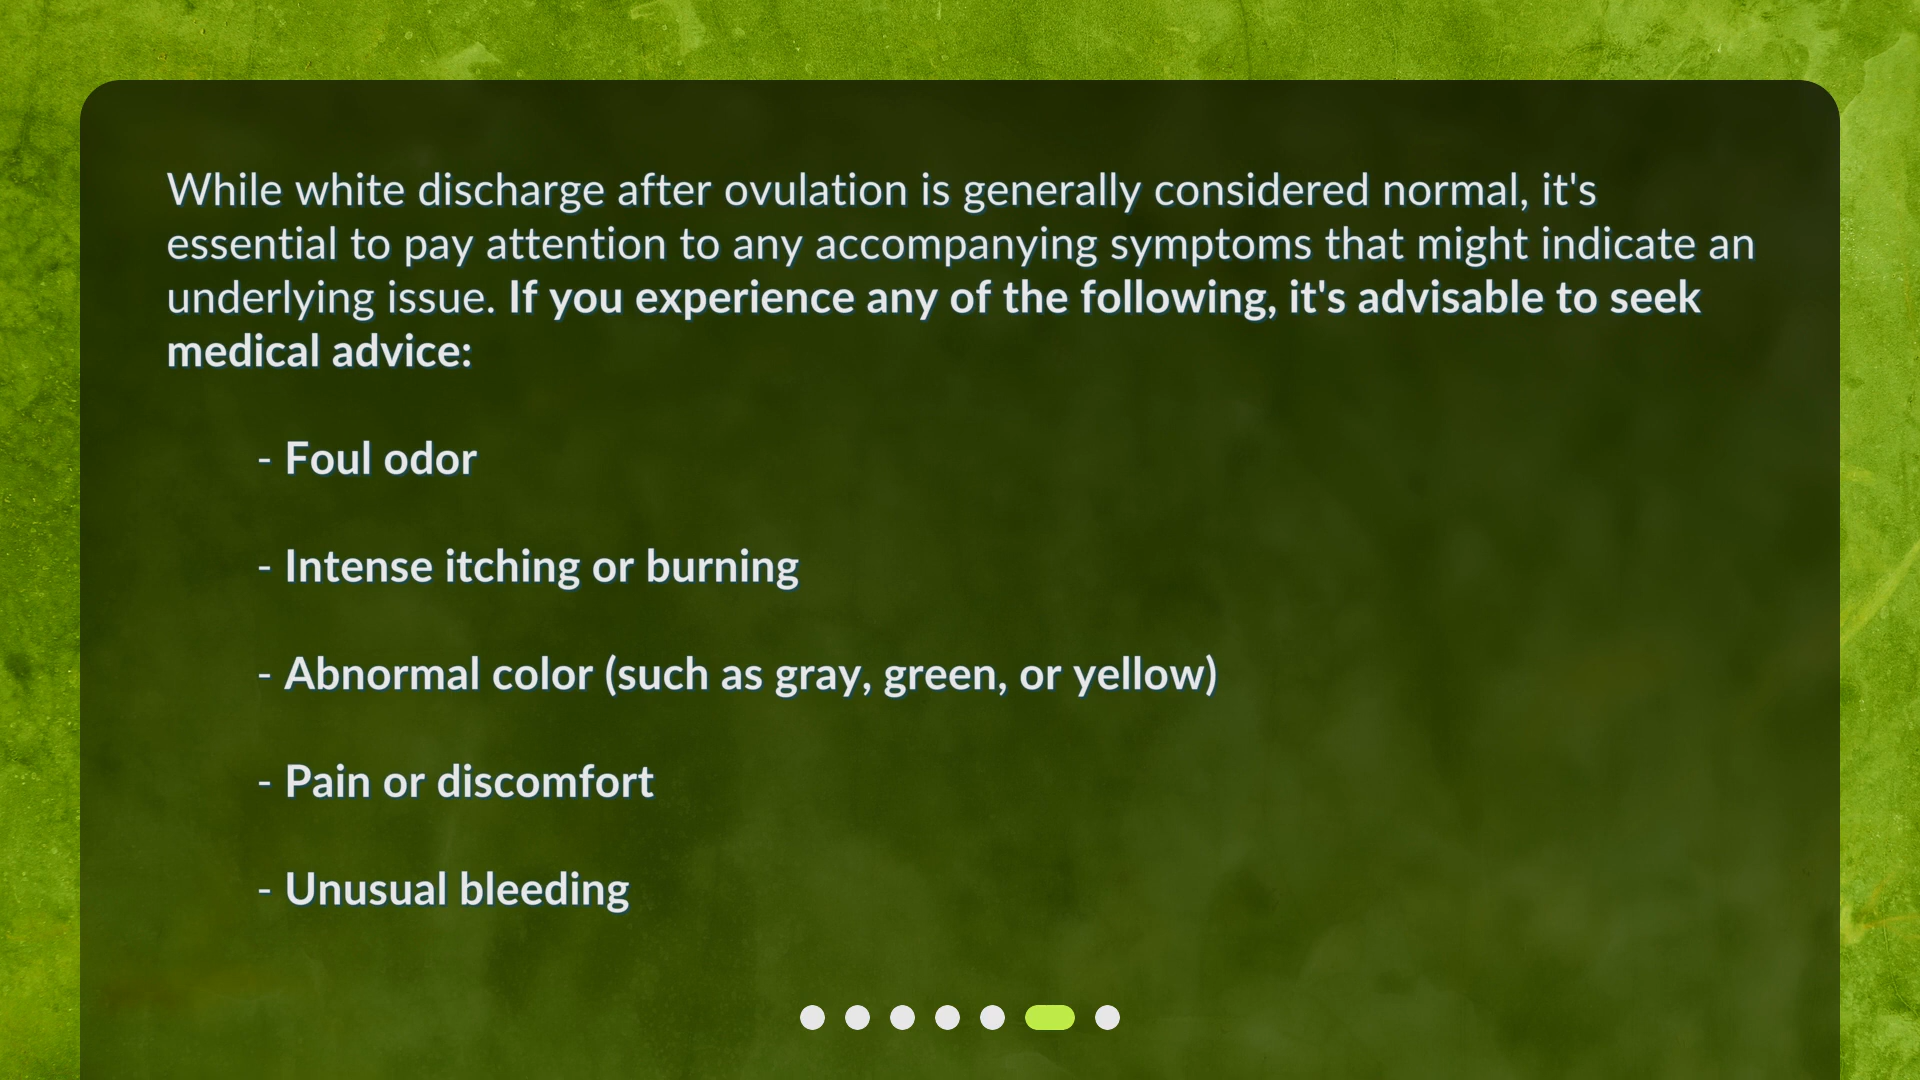 While white discharge after ovulation is generally considered normal, it's
essential to pay attention to any accompanying symptoms that might indicate an
underlying issue. If you experience any of the following, it's advisable to seek
medical advice:
- Foul odor
- Intense itching or burning
- Abnormal color (such as gray, green, or yellow)
- Pain or discomfort
- Unusual bleeding